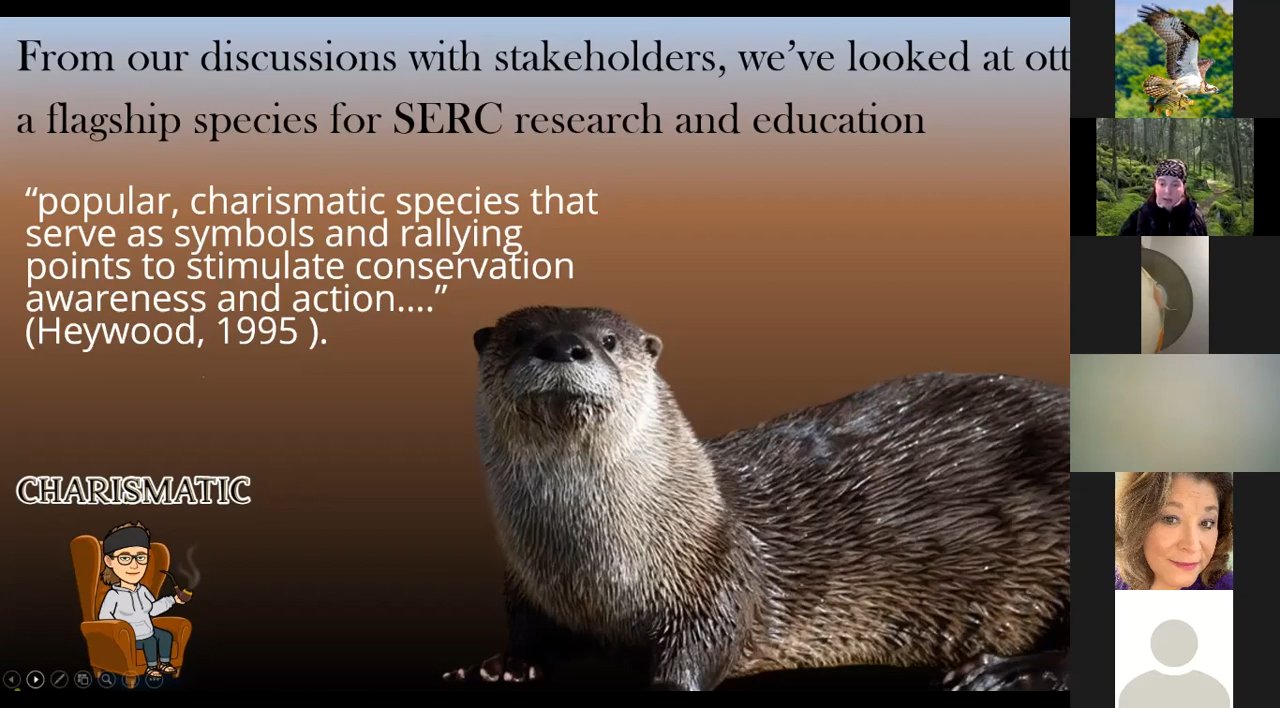 From our discussions with stakeholders, we’ve looked at ott
a flagship species for SERC research and education
“popular, charismatic species that
serve as symbols and rallying
points to stimulate conservation
awareness and action....”
(Heywood, 1995 ).
CHARISMATIC